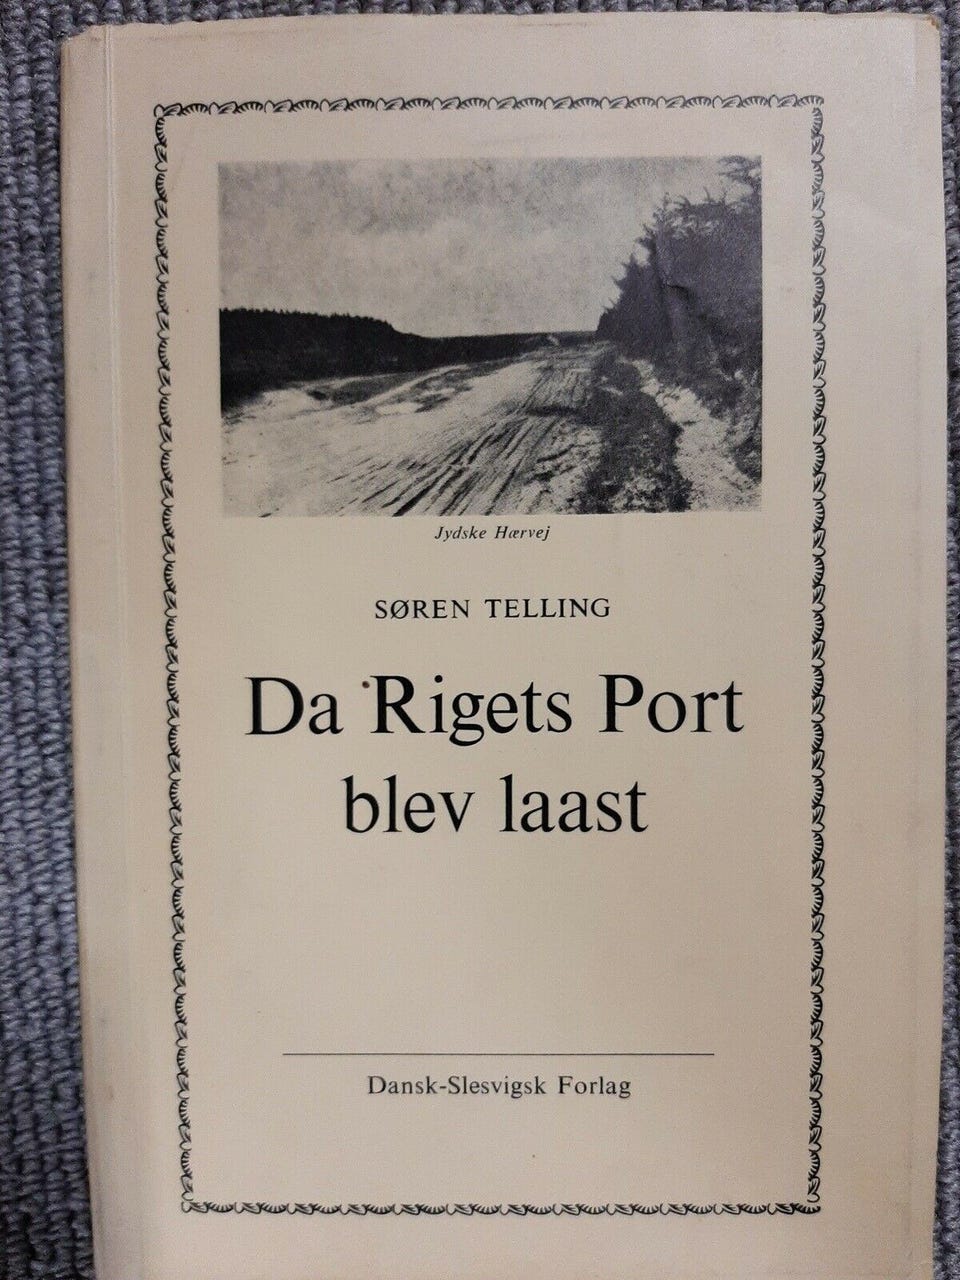 Jydske Hærvej
SØREN TELLING
Da Rigets Port
blev laast
Dansk-Slesvigsk Forlag